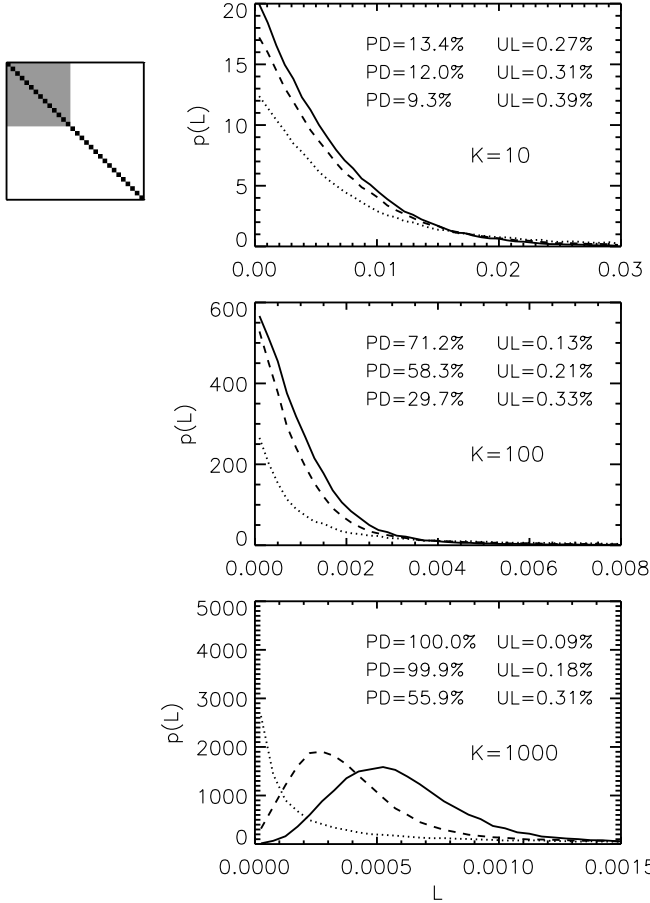 20
15
10
5
0
p(L)
PD=13.4% UL=0.27%
PD=12.0% UL=0.31%
PD=9.3% UL=0.39%
K=10
0.00 0.01 0.02 0.03
600
400
200
0
p(L)
PD=71.2% UL=0.13%
PD=58.3% UL=0.21%
PD=29.7% UL=0.33%
K=100
0.000 0.002 0.004 0.006 0.008
5000
4000
3000
2000
1000
0
p(L)
PD=100.0% UL=0.09%
PD=99.9% UL=0.18%
PD=55.9% UL=0.31%
K=1000
0.0000 0.0005 0.0010 0.0015
L